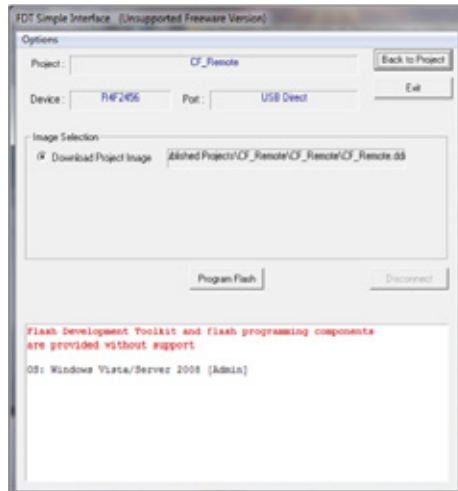 FDT Simple Interface (Unsupported Freeware Version)
Options
Project : CF_Remote Back to Project
Exit
Device : R4F2456 Port : USB Direct
Image Selection
Download Project Image ablished Projects\CF_Remote\CF_Remote\CF_Remote.ddi
Program Flash Disconnect
Flash Development Toolkit and flash programming components
are provided without support
OS: Windows Vista/Server 2008 [Admin]